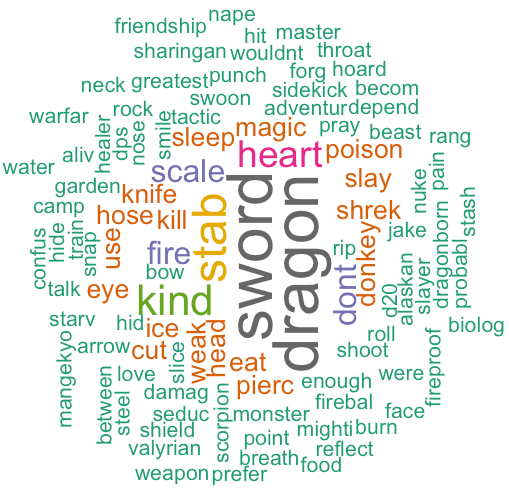 nape
friendship
hit master
sharingan wouldnt throat
forg hoard
neck greatest punch sidekick becom
swoon adventur depend
rock tactic
warfar healer dps nose smile sleep magic pray beast rang
heart poison
water aliv scale slay
garden knife sword dragon nuke pain stash
camp hose kill stab shrek
confus hide train snap use fire rip donkey jake
dont dragonborn probabl
talk eye bow d20 alaskan slayer
kind
starv hid ice roll biolog
mangekyo arrow cut slice weak head shoot
love eat enough were fireproof
between steel damag pierc
seduc monster firebal face
shield scorpion point mighti burn
valyrian breath reflect
weapon prefer food